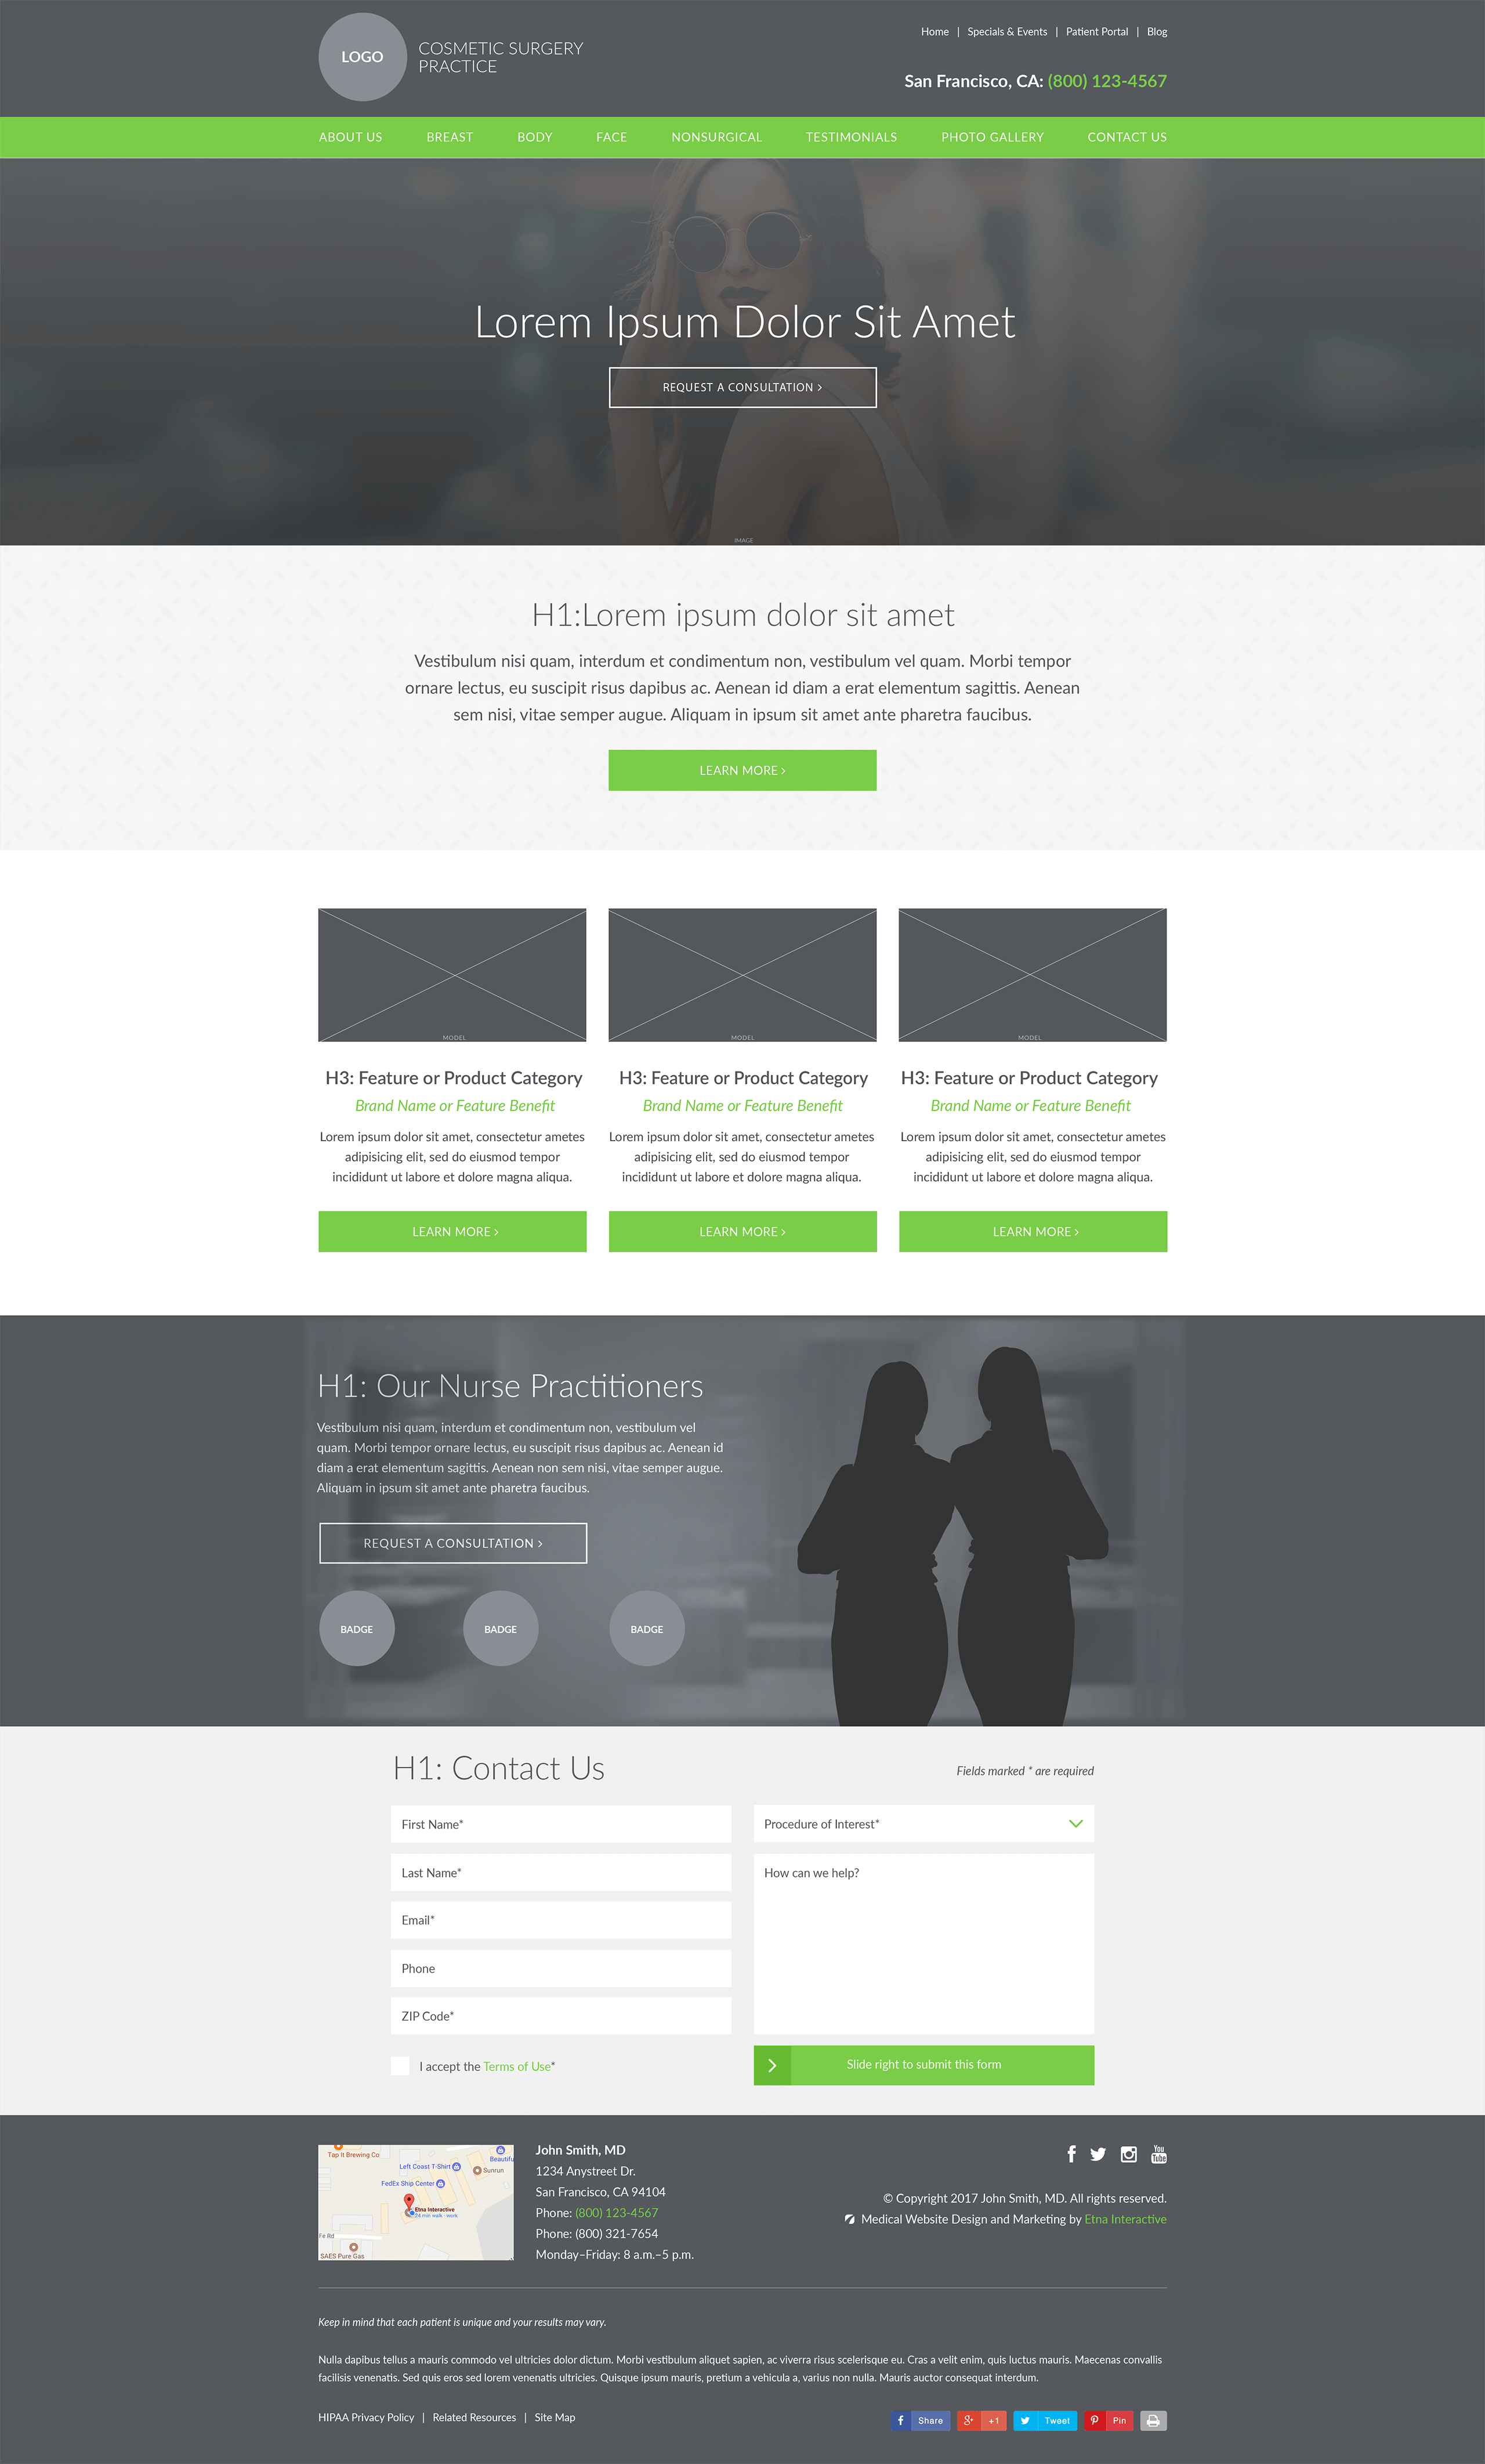 LOGO
COSMETIC SURGERY
PRACTICE
Home | Specials & Events | Patient Portal | Blog
San Francisco, CA: (800) 123-4567
ABOUT US BREAST BODY FACE NONSURGICAL TESTIMONIALS PHOTO GALLERY CONTACT US
Lorem Ipsum Dolor Sit Amet
REQUEST A CONSULTATION >
IMAGE
H1:Lorem ipsum dolor sit amet
Vestibulum nisi quam, interdum et condimentum non, vestibulum vel quam. Morbi tempor
ornare lectus, eu suscipit risus dapibus ac. Aenean id diam a erat elementum sagittis. Aenean
sem nisi, vitae semper augue. Aliquam in ipsum sit amet ante pharetra faucibus.
LEARN MORE >
MODEL
H3: Feature or Product Category
Brand Name or Feature Benefit
Lorem ipsum dolor sit amet, consectetur ametes
adipisicing elit, sed do eiusmod tempor
incididunt ut labore et dolore magna aliqua.
LEARN MORE >
MODEL
H3: Feature or Product Category
Brand Name or Feature Benefit
Lorem ipsum dolor sit amet, consectetur ametes
adipisicing elit, sed do eiusmod tempor
incididunt ut labore et dolore magna aliqua.
LEARN MORE >
MODEL
H3: Feature or Product Category
Brand Name or Feature Benefit
Lorem ipsum dolor sit amet, consectetur ametes
adipisicing elit, sed do eiusmod tempor
incididunt ut labore et dolore magna aliqua.
LEARN MORE >
H1: Our Nurse Practitioners
Vestibulum nisi quam, interdum et condimentum non, vestibulum vel
quam. Morbi tempor ornare lectus, eu suscipit risus dapibus ac. Aenean id
diam a erat elementum sagittis. Aenean non sem nisi, vitae semper augue.
Aliquam in ipsum sit amet ante pharetra faucibus.
REQUEST A CONSULTATION >
BADGE BADGE BADGE
H1: Contact Us
Fields marked * are required
First Name*
Last Name*
Email*
Phone
ZIP Code*
I accept the Terms of Use*
Procedure of Interest*
How can we help?
Slide right to submit this form
Tap It Brewing Co
Beautifu
Left Coast T-Shirt
Sunrun
FedEx Ship Center
Etna Interactive
26 min walk - work
Fe Rd
SAES Pure Gas
John Smith, MD
1234 Anystreet Dr.
San Francisco, CA 94104
Phone: (800) 123-4567
Phone: (800) 321-7654
Monday–Friday: 8 a.m.–5 p.m.
You
Tube
© Copyright 2017 John Smith, MD. All rights reserved.
Medical Website Design and Marketing by Etna Interactive
Keep in mind that each patient is unique and your results may vary.
Nulla dapibus tellus a mauris commodo vel ultricies dolor dictum. Morbi vestibulum aliquet sapien, ac viverra risus scelerisque eu. Cras a velit enim, quis luctus mauris. Maecenas convallis
facilisis venenatis. Sed quis eros sed lorem venenatis ultricies. Quisque ipsum mauris, pretium a vehicula a, varius non nulla. Mauris auctor consequat interdum.
HIPAA Privacy Policy | Related Resources | Site Map
Share +1 Tweet Pin